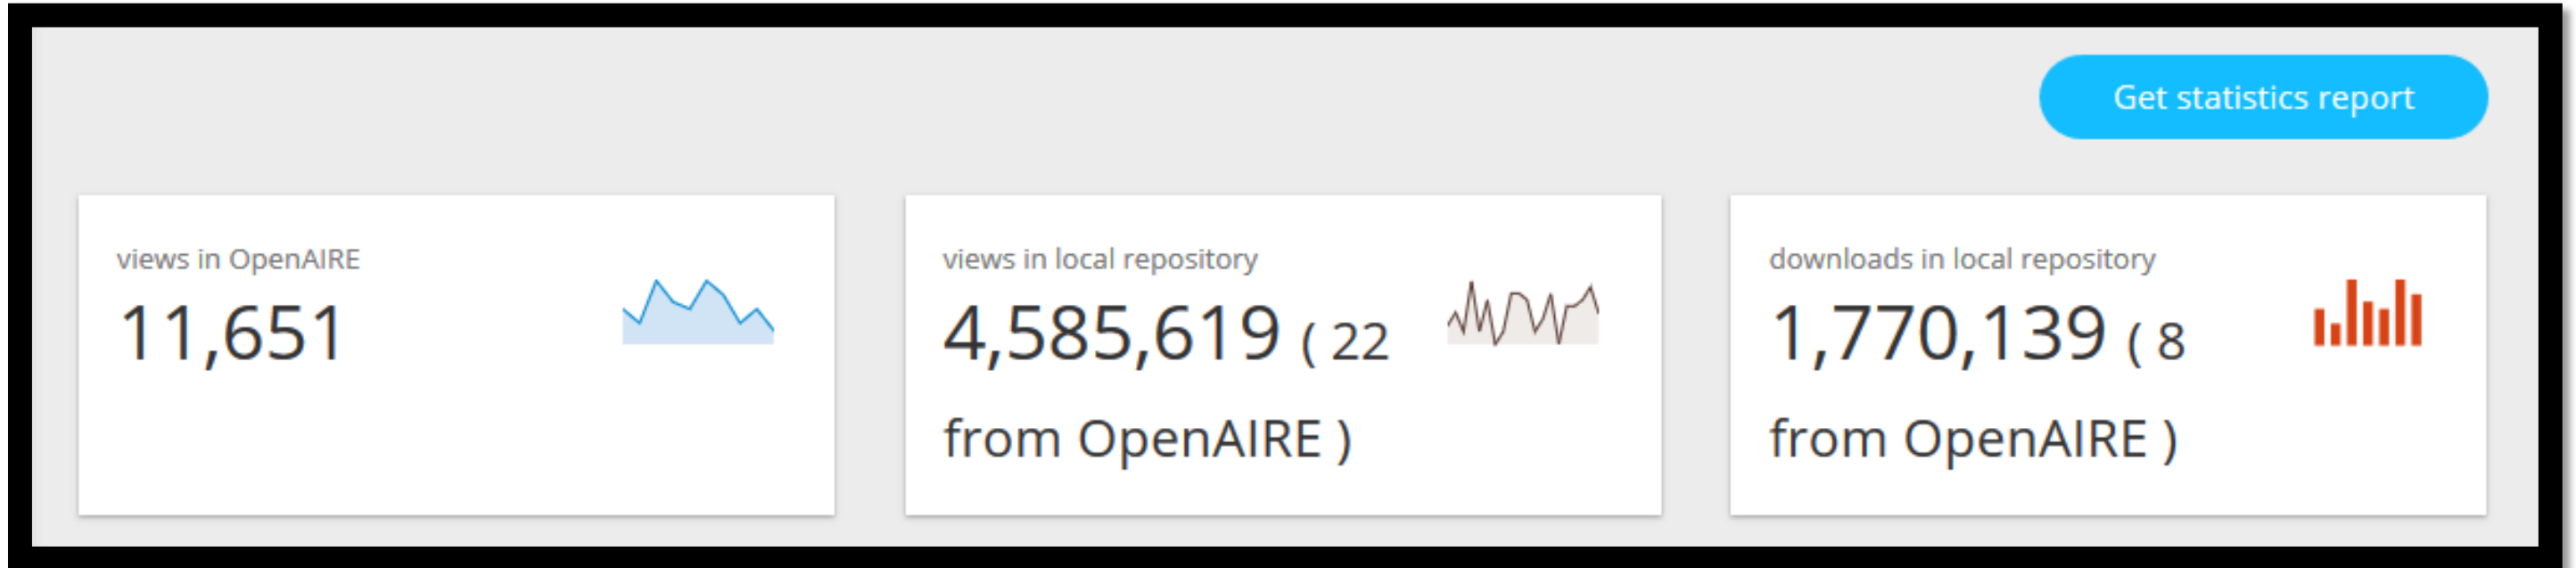 Get statistics report
views in OpenAIRE
11,651
views in local repository
4,585,619 ( 22
from OpenAIRE )
downloads in local repository
1,770,139 ( 8
from OpenAIRE )